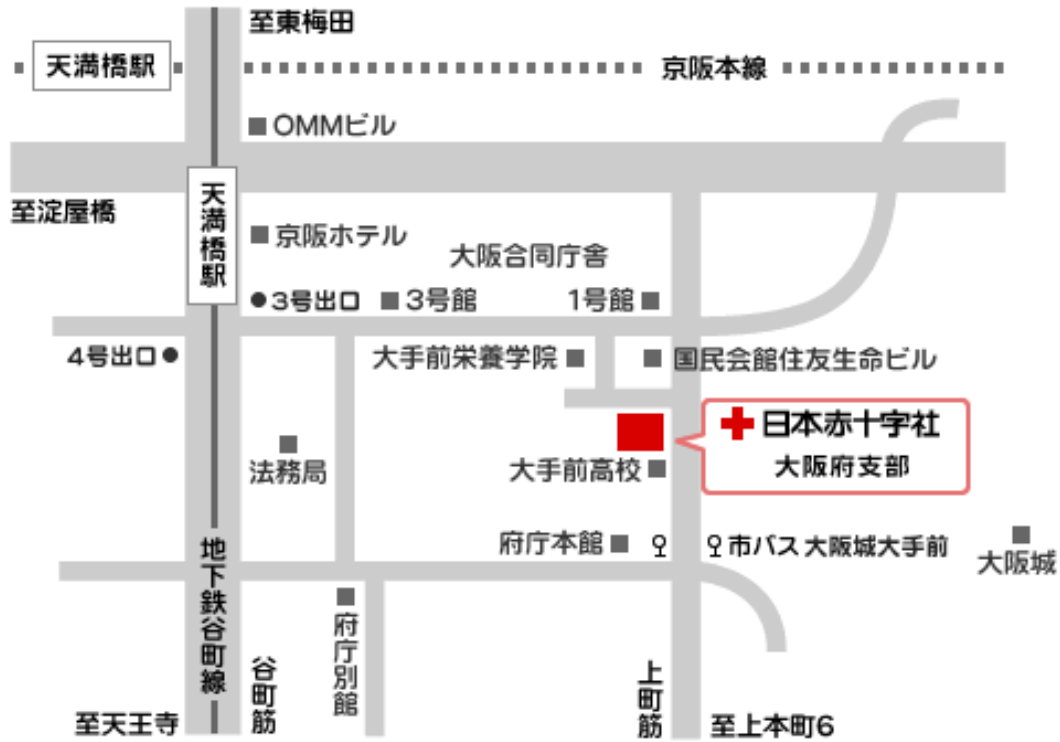 至東梅田
天満橋駅
京阪本線
OMMビル
至淀屋橋
天満橋駅
京阪ホテル
大阪合同庁舎
3号出口
3号館
1号館
4号出口
大手前栄養学院
国民会館住友生命ビル
日本赤十字社
大阪府支部
法務局
大手前高校
府庁本館
市バス 大阪城大手前
大阪城
地下鉄谷町線
府庁別館
谷町筋
上町筋
至天王寺
至上本町6